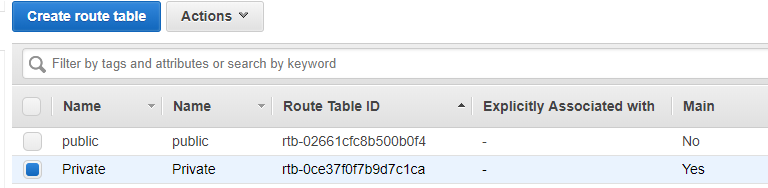 Create route table Actions
Filter by tags and attributes or search by keyword
Name Name Route Table ID Explicitly Associated with Main
public public rtb-02661cfc8b500b0f4 - No
Private Private rtb-0ce37f0f7b9d7c1ca - Yes